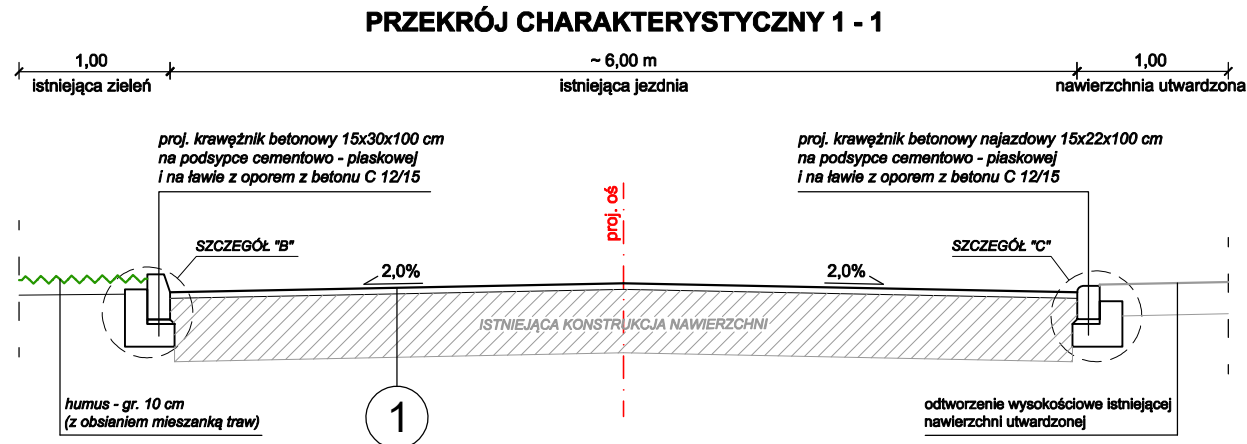 PRZEKRÓJ CHARAKTERYSTYCZNY 1 - 1
1,00
~ 6,00 m
1,00
istniejąca zieleń
istniejąca jezdnia
nawierzchnia utwardzona
proj. krawężnik betonowy 15x30x100 cm
na podsypce cementowo - piaskowej
i na ławie z oporem z betonu C 12/15
proj. krawężnik betonowy najazdowy 15x22x100 cm
na podsypce cementowo - piaskowej
i na ławie z oporem z betonu C 12/15
proj. oś
SZCZEGÓŁ "B"
SZCZEGÓŁ "C"
2,0%
2,0%
ISTNIEJĄCA KONSTRUKCJA NAWIERZCHNI
humus - gr. 10 cm
(z obsianiem mieszanką traw)
1
odtworzenie wysokościowe istniejącej
nawierzchni utwardzonej